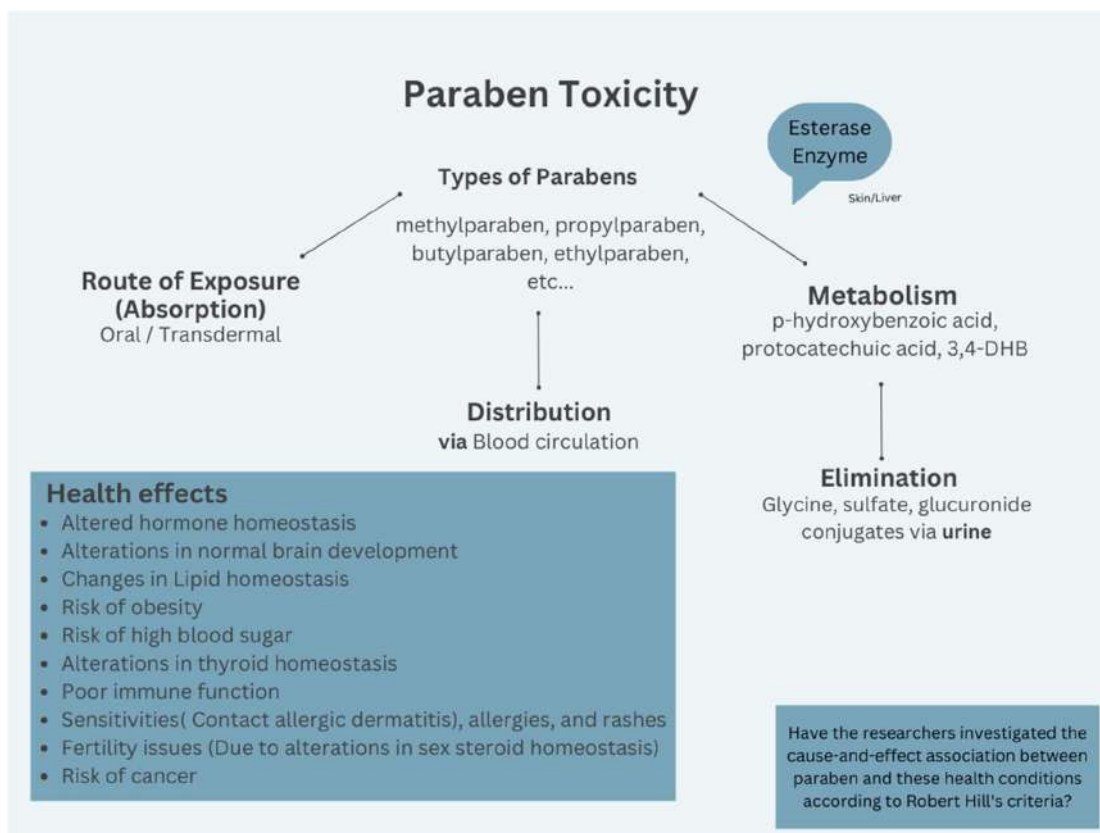 Paraben Toxicity
Esterase
Enzyme
Skin/Liver
Types of Parabens
methylparaben, propylparaben,
butylparaben, ethylparaben,
etc...
Route of Exposure
(Absorption)
Oral / Transdermal
Metabolism
p-hydroxybenzoic acid,
protocatechuic acid, 3,4-DHB
Distribution
via Blood circulation
Elimination
Glycine, sulfate, glucuronide
conjugates via urine
Health effects
• Altered hormone homeostasis
• Alterations in normal brain development
• Changes in Lipid homeostasis
• Risk of obesity
• Risk of high blood sugar
• Alterations in thyroid homeostasis
• Poor immune function
• Sensitivities( Contact allergic dermatitis), allergies, and rashes
• Fertility issues (Due to alterations in sex steroid homeostasis)
• Risk of cancer
Have the researchers investigated the
cause-and-effect association between
paraben and these health conditions
according to Robert Hill's criteria?